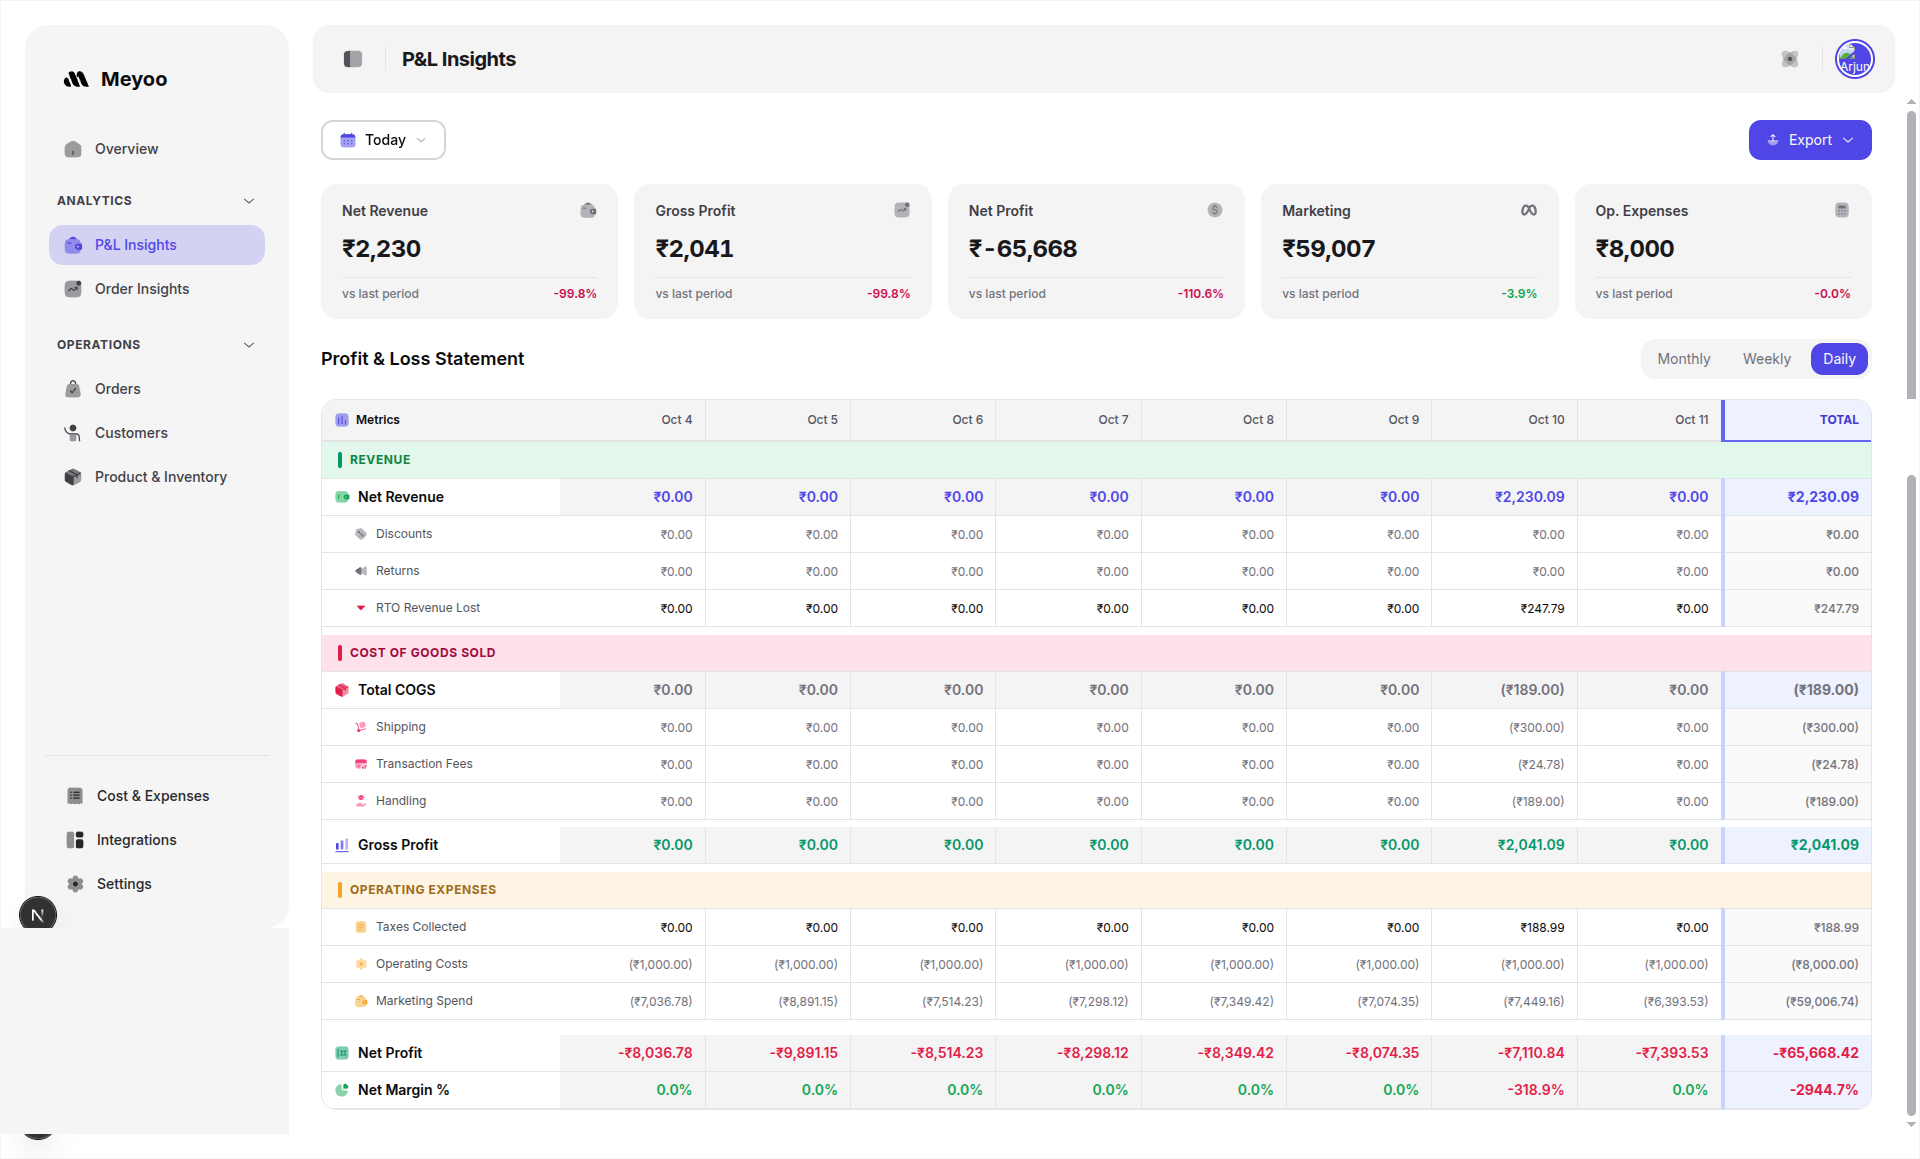 Meyoo
P&L Insights
Arjun
Overview
ANALYTICS
P&L Insights
Order Insights
OPERATIONS
Orders
Customers
Product & Inventory
Cost & Expenses
Integrations
Settings
N
Today
Export
Net Revenue
₹2,230
vs last period -99.8%
Gross Profit
₹2,041
vs last period -99.8%
Net Profit
₹-65,668
vs last period -110.6%
Marketing
₹59,007
vs last period -3.9%
Op. Expenses
₹8,000
vs last period -0.0%
Profit & Loss Statement
Monthly Weekly Daily
Metrics Oct 4 Oct 5 Oct 6 Oct 7 Oct 8 Oct 9 Oct 10 Oct 11 TOTAL
REVENUE
Net Revenue ₹0.00 ₹0.00 ₹0.00 ₹0.00 ₹0.00 ₹0.00 ₹2,230.09 ₹0.00 ₹2,230.09
Discounts ₹0.00 ₹0.00 ₹0.00 ₹0.00 ₹0.00 ₹0.00 ₹0.00 ₹0.00 ₹0.00
Returns ₹0.00 ₹0.00 ₹0.00 ₹0.00 ₹0.00 ₹0.00 ₹0.00 ₹0.00 ₹0.00
RTO Revenue Lost ₹0.00 ₹0.00 ₹0.00 ₹0.00 ₹0.00 ₹0.00 ₹247.79 ₹0.00 ₹247.79
COST OF GOODS SOLD
Total COGS ₹0.00 ₹0.00 ₹0.00 ₹0.00 ₹0.00 ₹0.00 (₹189.00) ₹0.00 (₹189.00)
Shipping ₹0.00 ₹0.00 ₹0.00 ₹0.00 ₹0.00 ₹0.00 (₹300.00) ₹0.00 (₹300.00)
Transaction Fees ₹0.00 ₹0.00 ₹0.00 ₹0.00 ₹0.00 ₹0.00 (₹24.78) ₹0.00 (₹24.78)
Handling ₹0.00 ₹0.00 ₹0.00 ₹0.00 ₹0.00 ₹0.00 (₹189.00) ₹0.00 (₹189.00)
Gross Profit ₹0.00 ₹0.00 ₹0.00 ₹0.00 ₹0.00 ₹0.00 ₹2,041.09 ₹0.00 ₹2,041.09
OPERATING EXPENSES
Taxes Collected ₹0.00 ₹0.00 ₹0.00 ₹0.00 ₹0.00 ₹0.00 ₹188.99 ₹0.00 ₹188.99
Operating Costs (₹1,000.00) (₹1,000.00) (₹1,000.00) (₹1,000.00) (₹1,000.00) (₹1,000.00) (₹1,000.00) (₹1,000.00) (₹8,000.00)
Marketing Spend (₹7,036.78) (₹8,891.15) (₹7,514.23) (₹7,298.12) (₹7,349.42) (₹7,074.35) (₹7,449.16) (₹6,393.53) (₹59,006.74)
Net Profit -₹8,036.78 -₹9,891.15 -₹8,514.23 -₹8,298.12 -₹8,349.42 -₹8,074.35 -₹7,110.84 -₹7,393.53 -₹65,668.42
Net Margin % 0.0% 0.0% 0.0% 0.0% 0.0% 0.0% -318.9% 0.0% -2944.7%